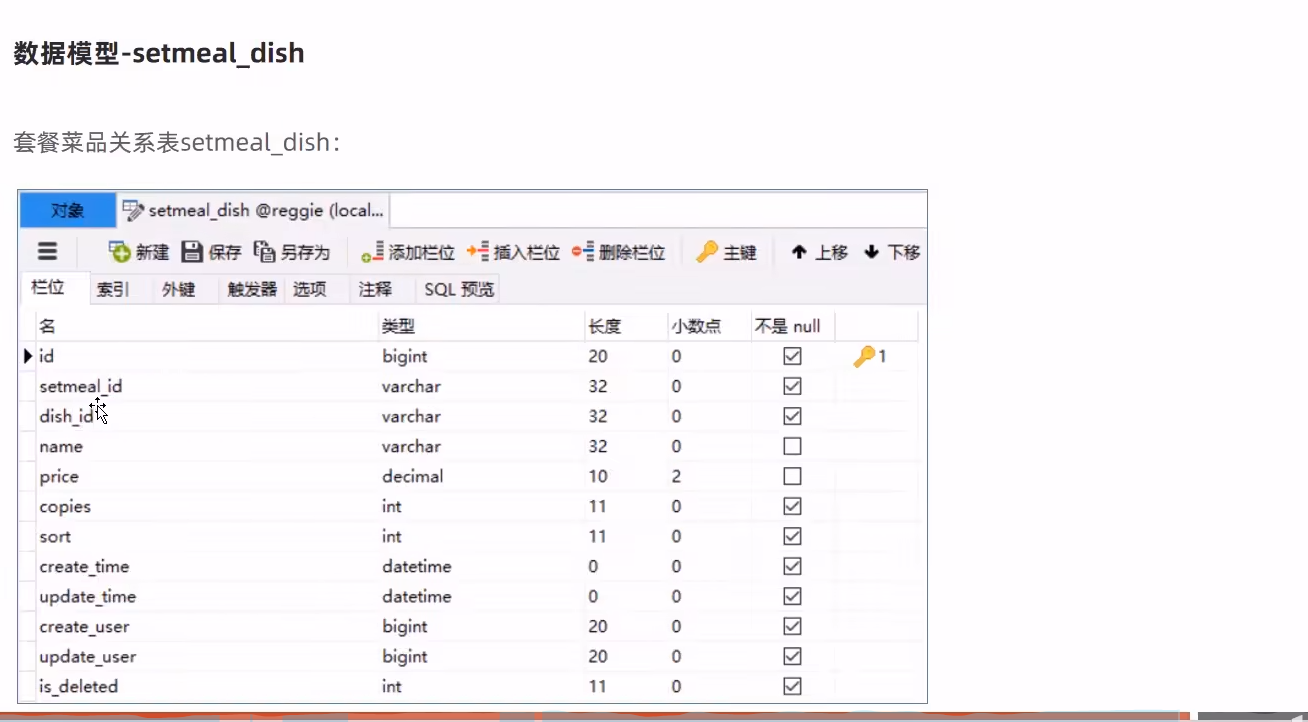 数据模型-setmeal_dish
套餐菜品关系表setmeal_dish：
对象 setmeal_dish @reggie (local...
新建 保存 另存为 添加栏位 插入栏位 删除栏位 主键 上移 下移
栏位 索引 外键 触发器 选项 注释 SQL 预览
名 类型 长度 小数点 不是 null
id bigint 20 0 1
setmeal_id varchar 32 0
dish_id varchar 32 0
name varchar 32 0
price decimal 10 2
copies int 11 0
sort int 11 0
create_time datetime 0 0
update_time datetime 0 0
create_user bigint 20 0
update_user bigint 20 0
is_deleted int 11 0